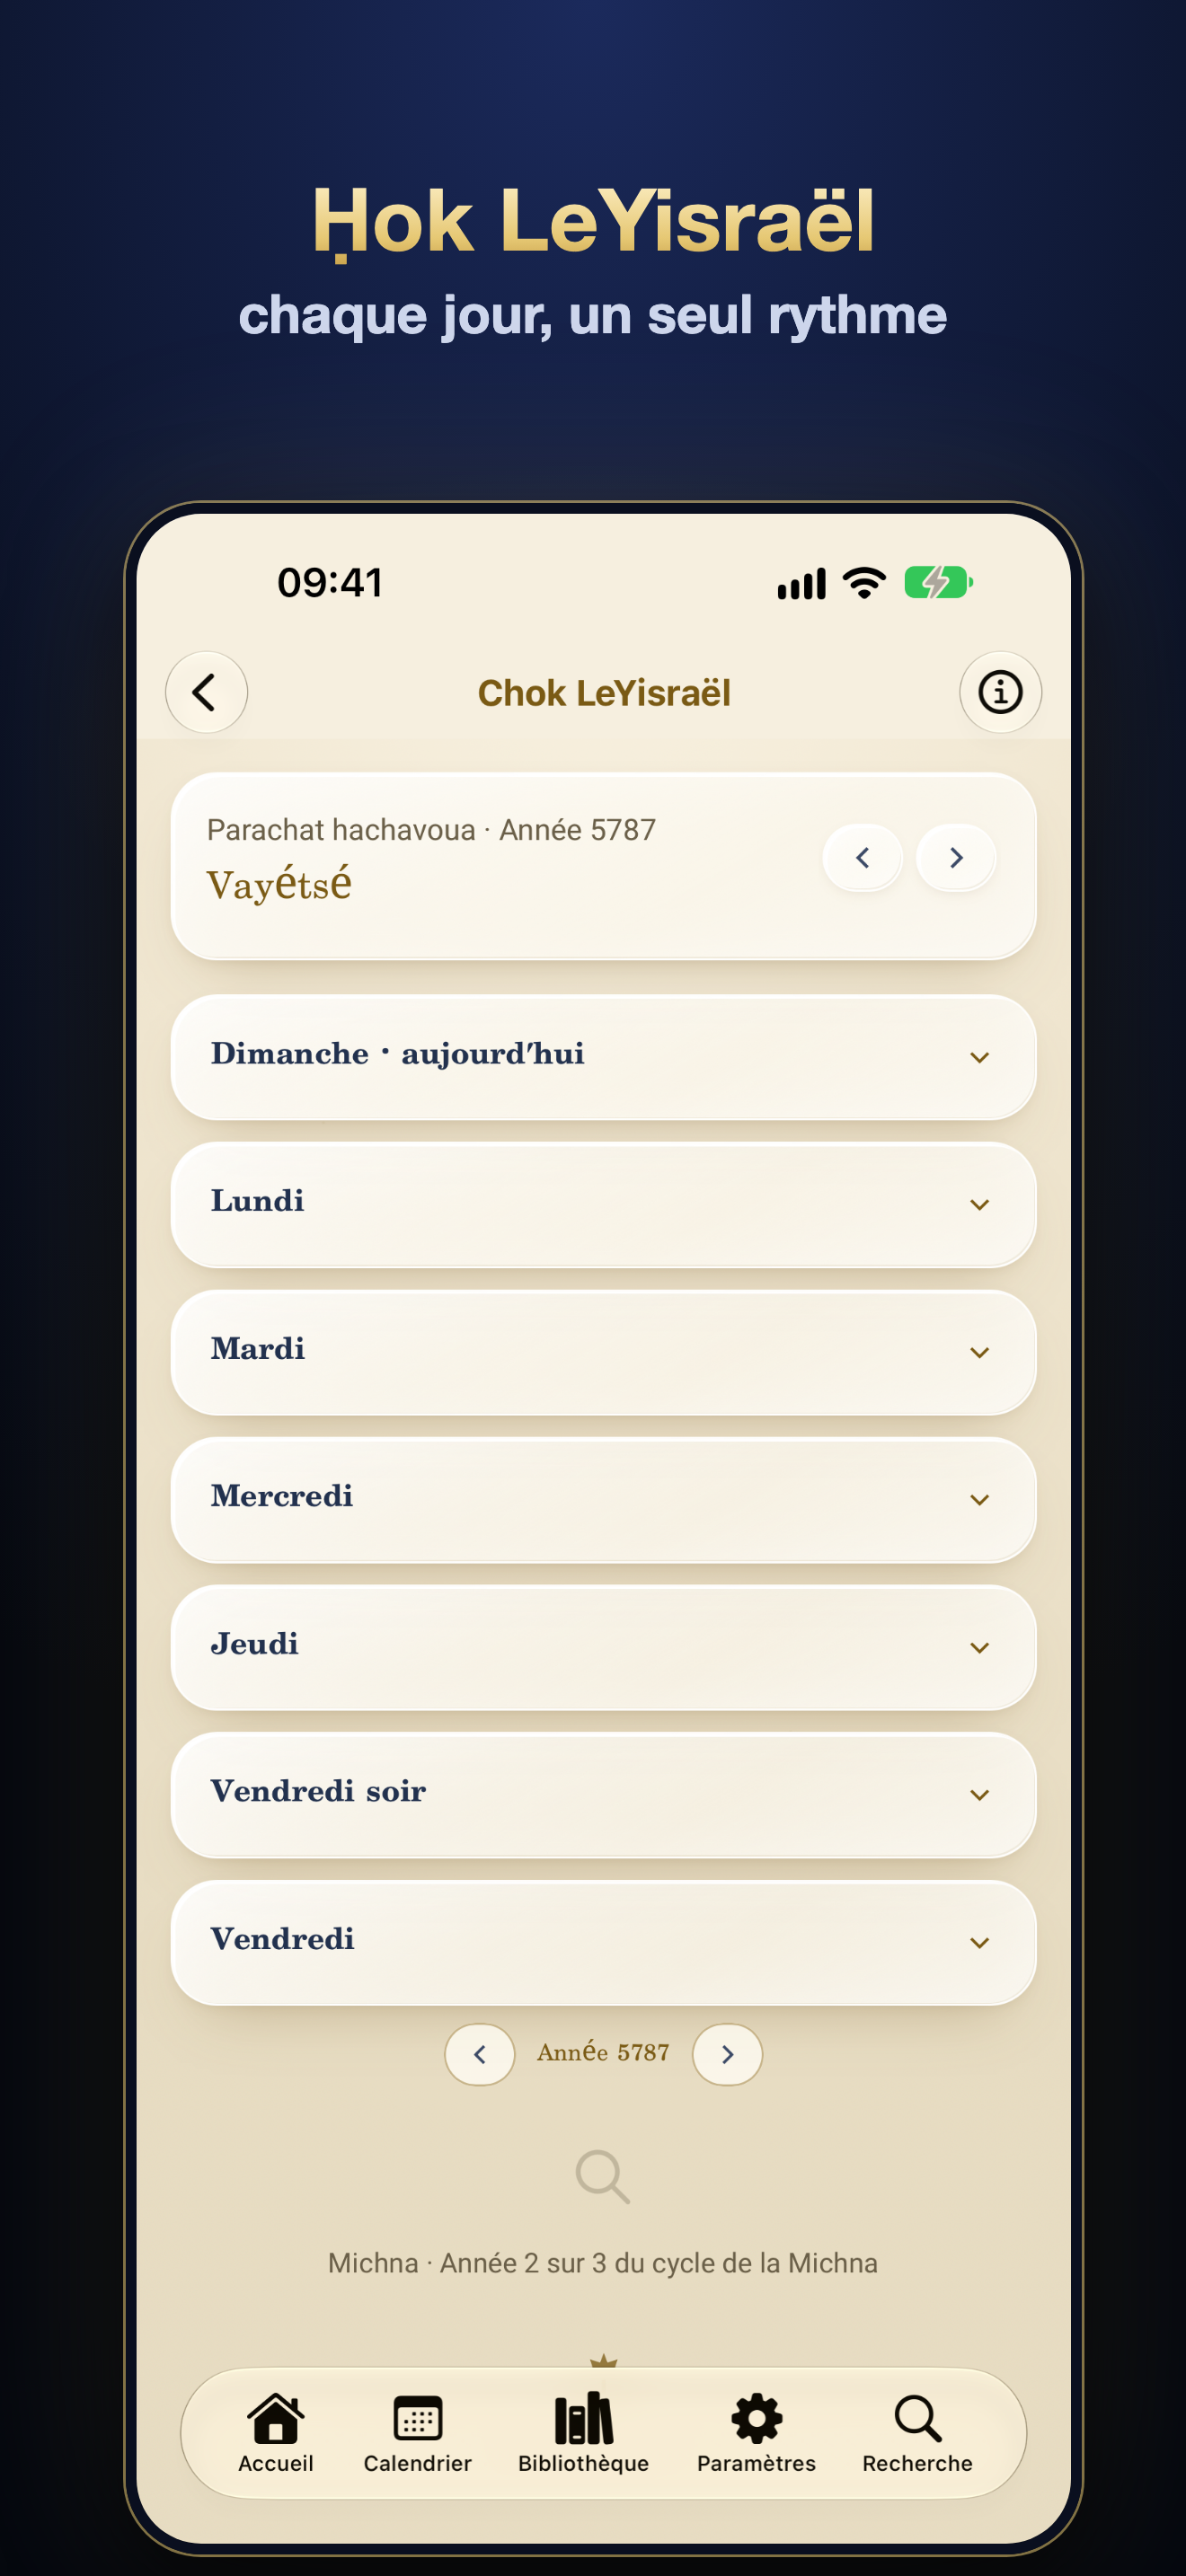 Ḥok LeYisraël
chaque jour, un seul rythme
09:41
Chok LeYisraël
Parachat hachavoua · Année 5787
Vayétsé
Dimanche · aujourd'hui
Lundi
Mardi
Mercredi
Jeudi
Vendredi soir
Vendredi
Année 5787
Michna · Année 2 sur 3 du cycle de la Michna
Accueil Calendrier Bibliothèque Paramètres Recherche